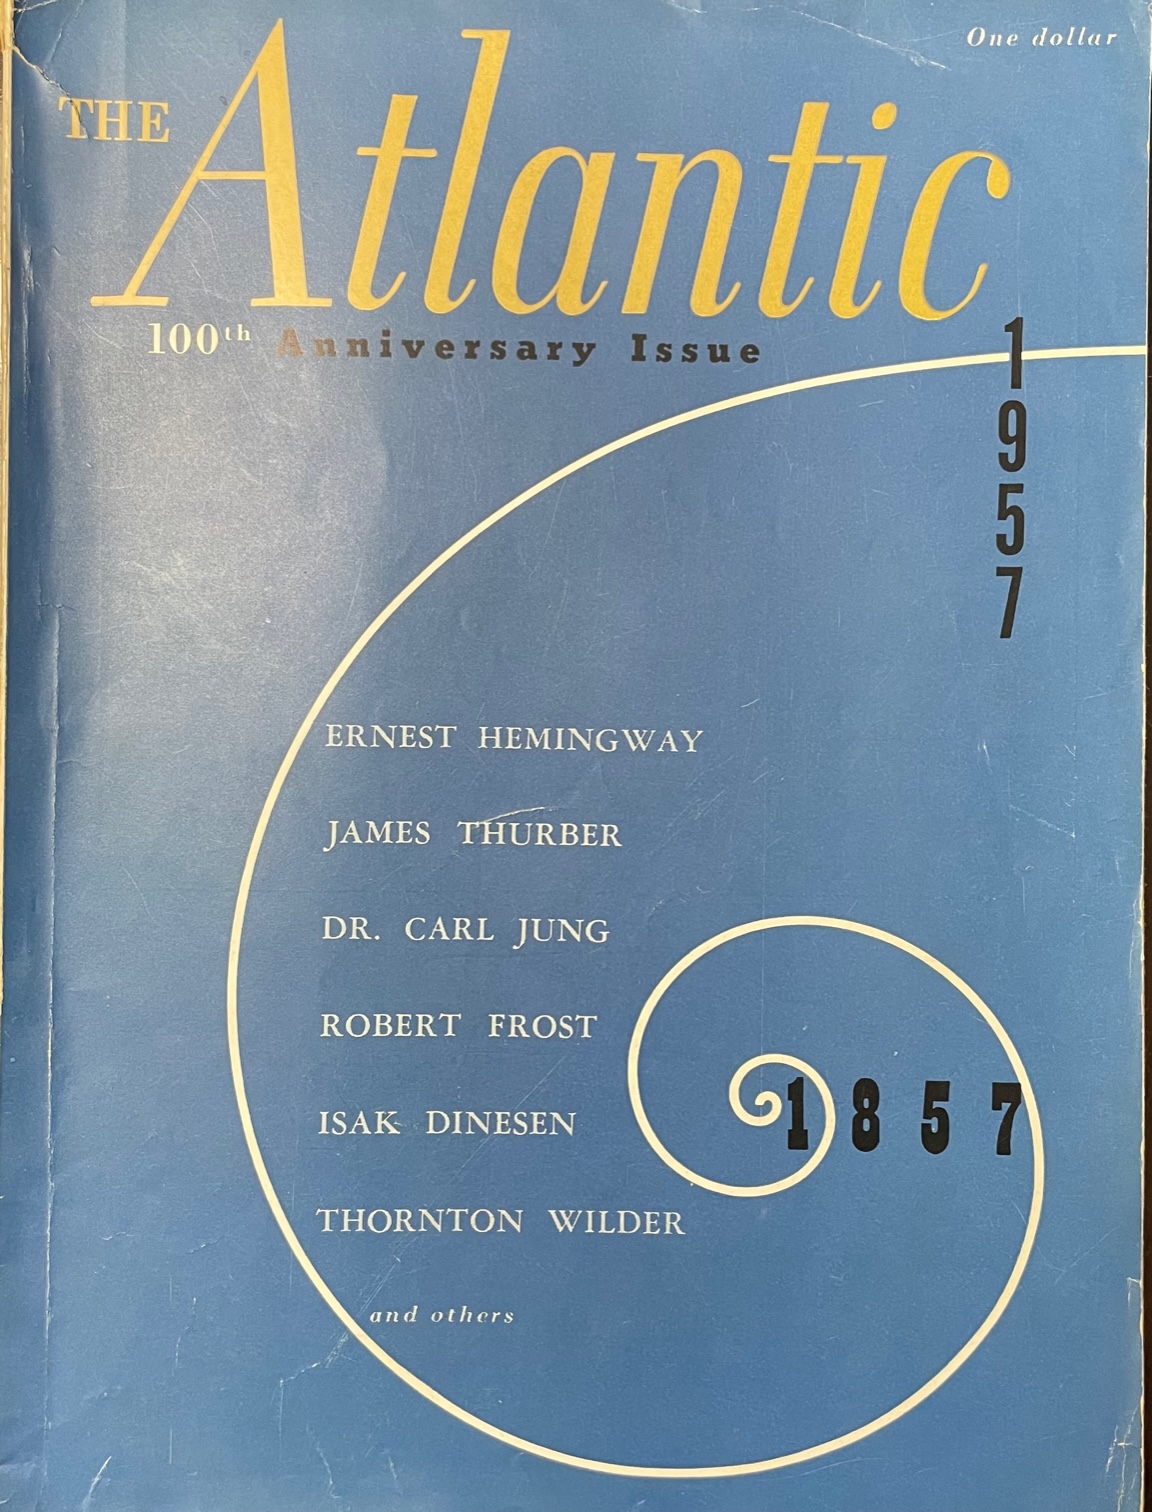 One dollar
THE Atlantic
100th Anniversary Issue
1957
ERNEST HEMINGWAY
JAMES THURBER
DR. CARL JUNG
ROBERT FROST
1857
ISAK DINESEN
THORNTON WILDER
and others